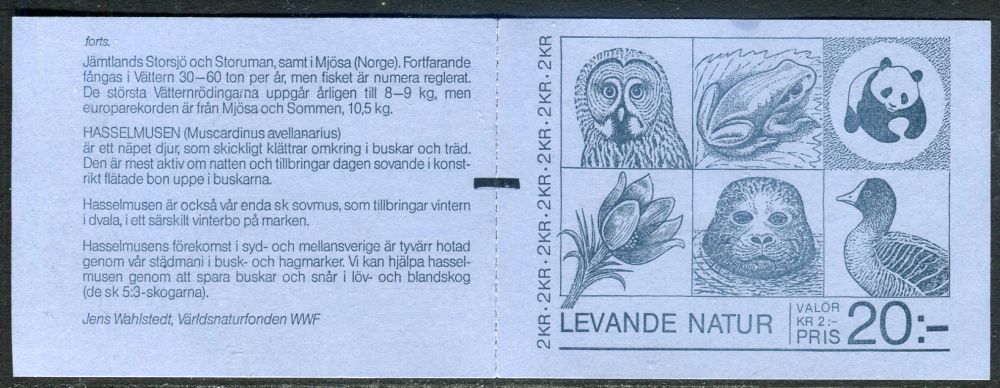 forts.
Jämtlands Storsjö och Storuman, samt i Mjösa (Norge). Fortfarande
fångas i Vättern 30–60 ton per år, men fisket är numera reglerat.
De största Vätternrödingarna uppgår årligen till 8–9 kg, men
europarekorden är från Mjösa och Sommen, 10,5 kg.
HASSELMUSEN (Muscardinus avellanarius)
är ett näpet djur, som skickligt klättrar omkring i buskar och träd.
Den är mest aktiv om natten och tillbringar dagen sovande i konst-
rikt flätade bon uppe i buskarna.
Hasselmusen är också vår enda sk sovmus, som tillbringar vintern
i dvala, i ett särskilt vinterbo på marken.
Hasselmusens förekomst i syd- och mellansverige är tyvärr hotad
genom vår städmani i busk- och hagmarker. Vi kan hjälpa hassel-
musen genom att spara buskar och snår i löv- och blandskog
(de sk 5:3-skogarna).
Jens Wahlstedt, Världsnaturfonden WWF
2KR · 2KR · 2KR · 2KR · 2KR · 2KR · 2KR · 2KR
LEVANDE NATUR
VALÖR
KR 2:-
PRIS
20:-